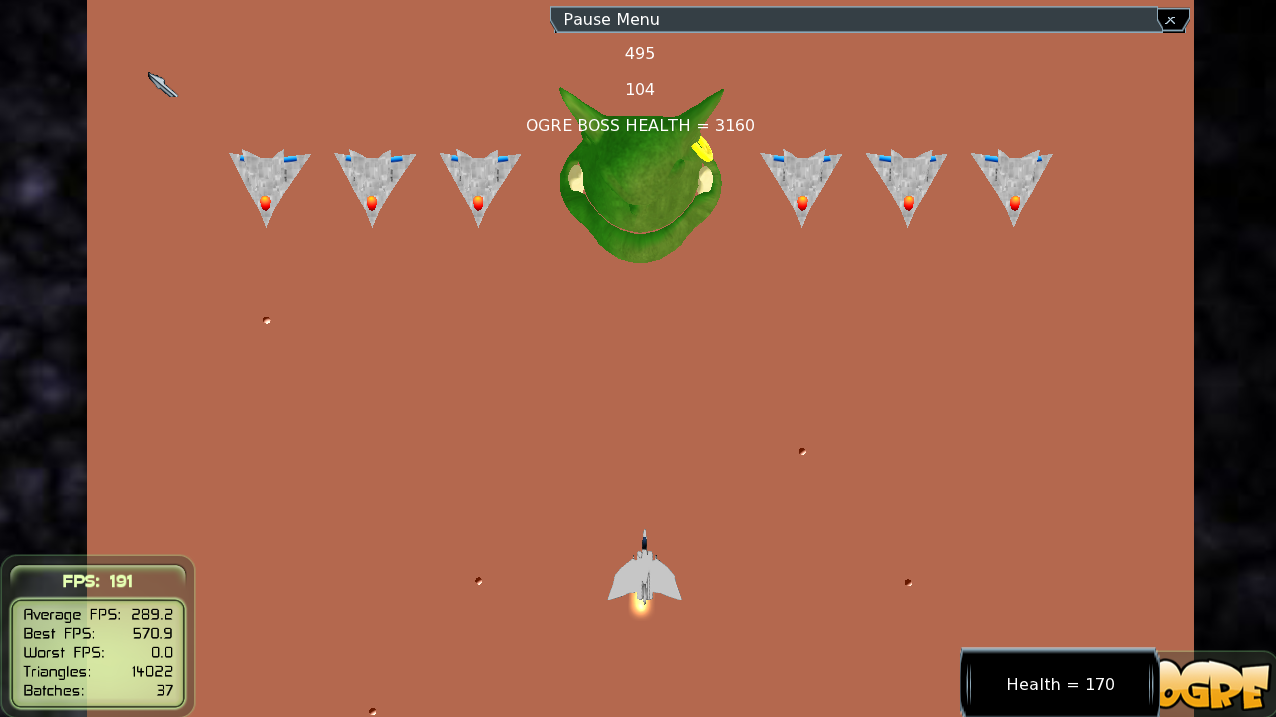 Pause Menu
x
495
104
OGRE BOSS HEALTH = 3160
FPS: 191
Average FPS: 289.2
Best FPS: 570.9
Worst FPS: 0.0
Triangles: 14022
Batches: 37
Health = 170
OGRE